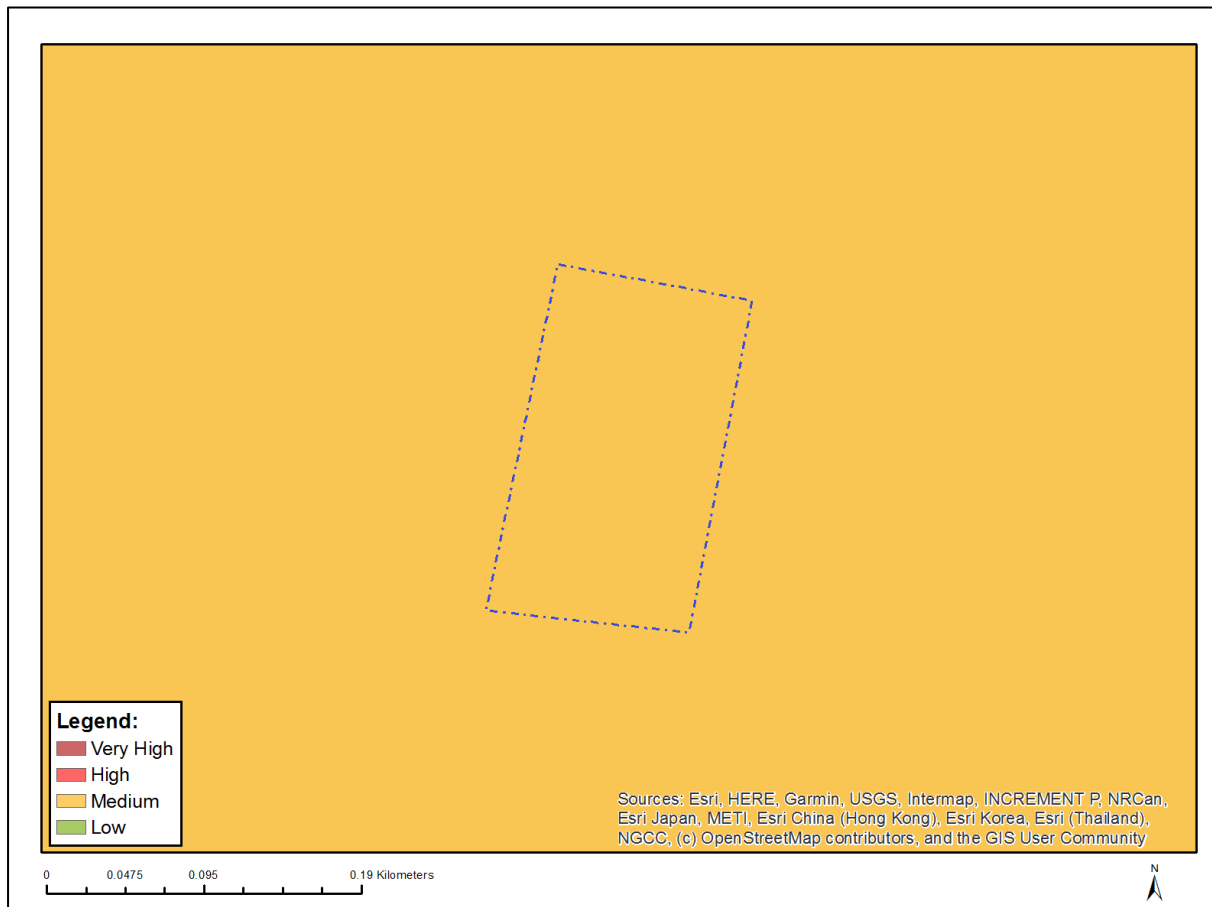 Legend:
Very High
High
Medium
Low
Sources: Esri, HERE, Garmin, USGS, Intermap, INCREMENT P, NRCan,
Esri Japan, METI, Esri China (Hong Kong), Esri Korea, Esri (Thailand),
NGCC, (c) OpenStreetMap contributors, and the GIS User Community
0 0.0475 0.095 0.19 Kilometers
N